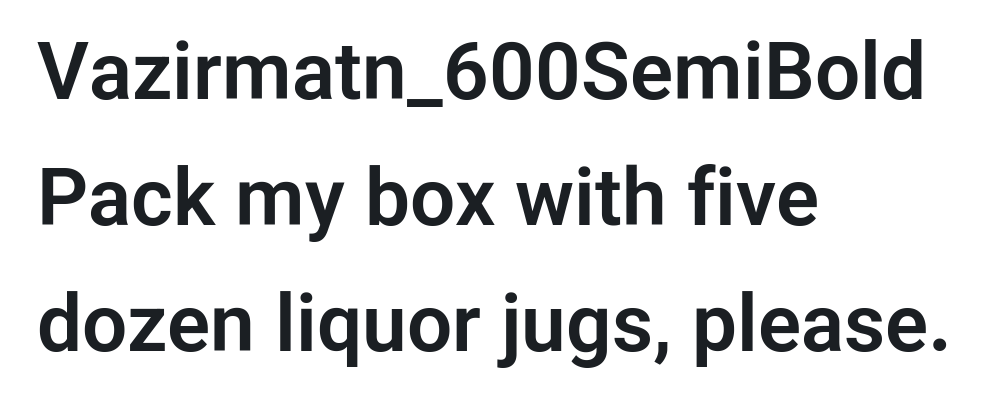 Vazirmatn_600SemiBold
Pack my box with five
dozen liquor jugs, please.